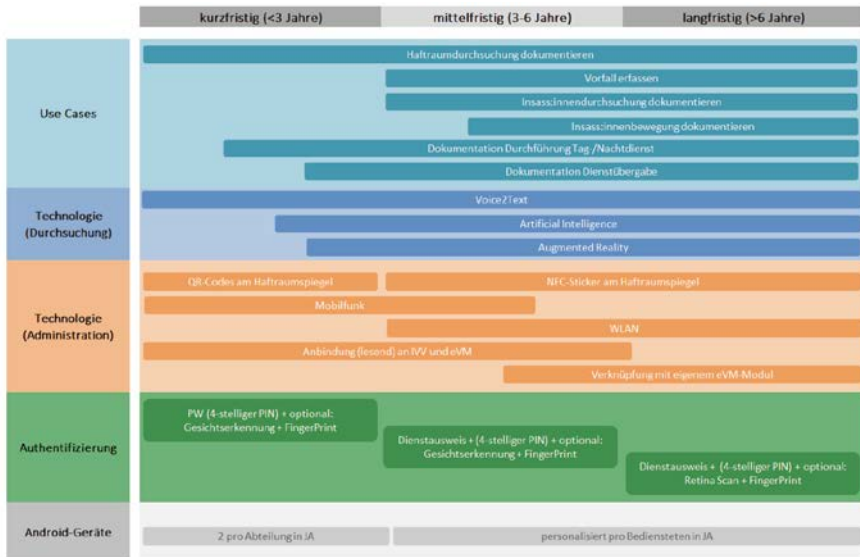 kurzfristig (<3 Jahre)
mittelfristig (3-6 Jahre)
langfristig (>6 Jahre)
Use Cases
Haftraumdurchsuchung dokumentieren
Vorfall erfassen
Insass:innendurchsuchung dokumentieren
Insass:innenbewegung dokumentieren
Dokumentation Durchführung Tag-/Nachtdienst
Dokumentation Dienstübergabe
Technologie
(Durchsuchung)
Voice2Text
Artificial Intelligence
Augmented Reality
Technologie
(Administration)
QR-Codes am Haftraumspiegel
NFC-Sticker am Haftraumspiegel
Mobilfunk
WLAN
Anbindung (lesend) an IVV und eVM
Verknüpfung mit eigenem eVM-Modul
Authentifizierung
PW (4-stelliger PIN) + optional:
Gesichtserkennung + FingerPrint
Dienstausweis + (4-stelliger PIN) + optional:
Gesichtserkennung + FingerPrint
Dienstausweis + (4-stelliger PIN) + optional:
Retina Scan + FingerPrint
Android-Geräte
2 pro Abteilung in JA
personalisiert pro Bediensteten in JA